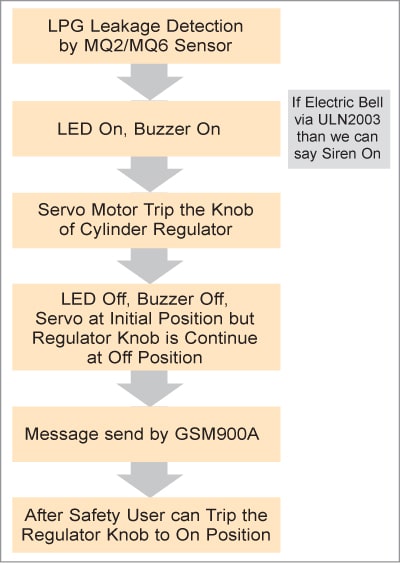 LPG Leakage Detection
by MQ2/MQ6 Sensor
LED On, Buzzer On
If Electric Bell
via ULN2003
than we can
say Siren On
Servo Motor Trip the Knob
of Cylinder Regulator
LED Off, Buzzer Off,
Servo at Initial Position but
Regulator Knob is Continue
at Off Position
Message send by GSM900A
After Safety User can Trip the
Regulator Knob to On Position